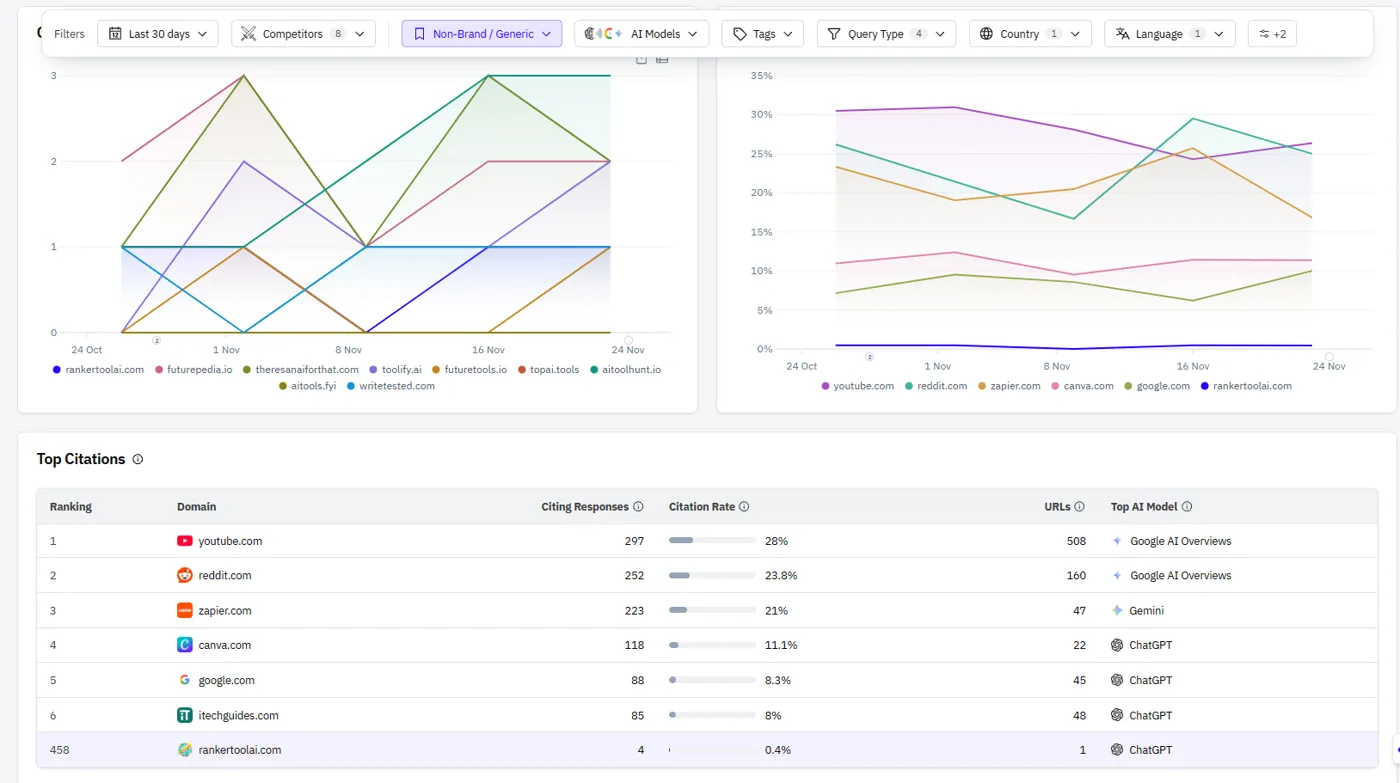 Filters Last 30 days Competitors 8 Non-Brand / Generic AI Models Tags Query Type 4 Country 1 Language 1 +2
3
2
1
0
2
24 Oct 1 Nov 8 Nov 16 Nov 24 Nov
rankertoolai.com futurepedia.io theresanaiforthat.com toolify.ai futuretools.io topai.tools aitoolhunt.io
aitools.fyi writetested.com
35%
30%
25%
20%
15%
10%
5%
0%
2
24 Oct 1 Nov 8 Nov 16 Nov 24 Nov
youtube.com reddit.com zapier.com canva.com google.com rankertoolai.com
Top Citations
Ranking Domain Citing Responses Citation Rate URLs Top AI Model
1 youtube.com 297 28% 508 Google AI Overviews
2 reddit.com 252 23.8% 160 Google AI Overviews
3 zapier.com 223 21% 47 Gemini
4 canva.com 118 11.1% 22 ChatGPT
5 google.com 88 8.3% 45 ChatGPT
6 itechguides.com 85 8% 48 ChatGPT
458 rankertoolai.com 4 0.4% 1 ChatGPT